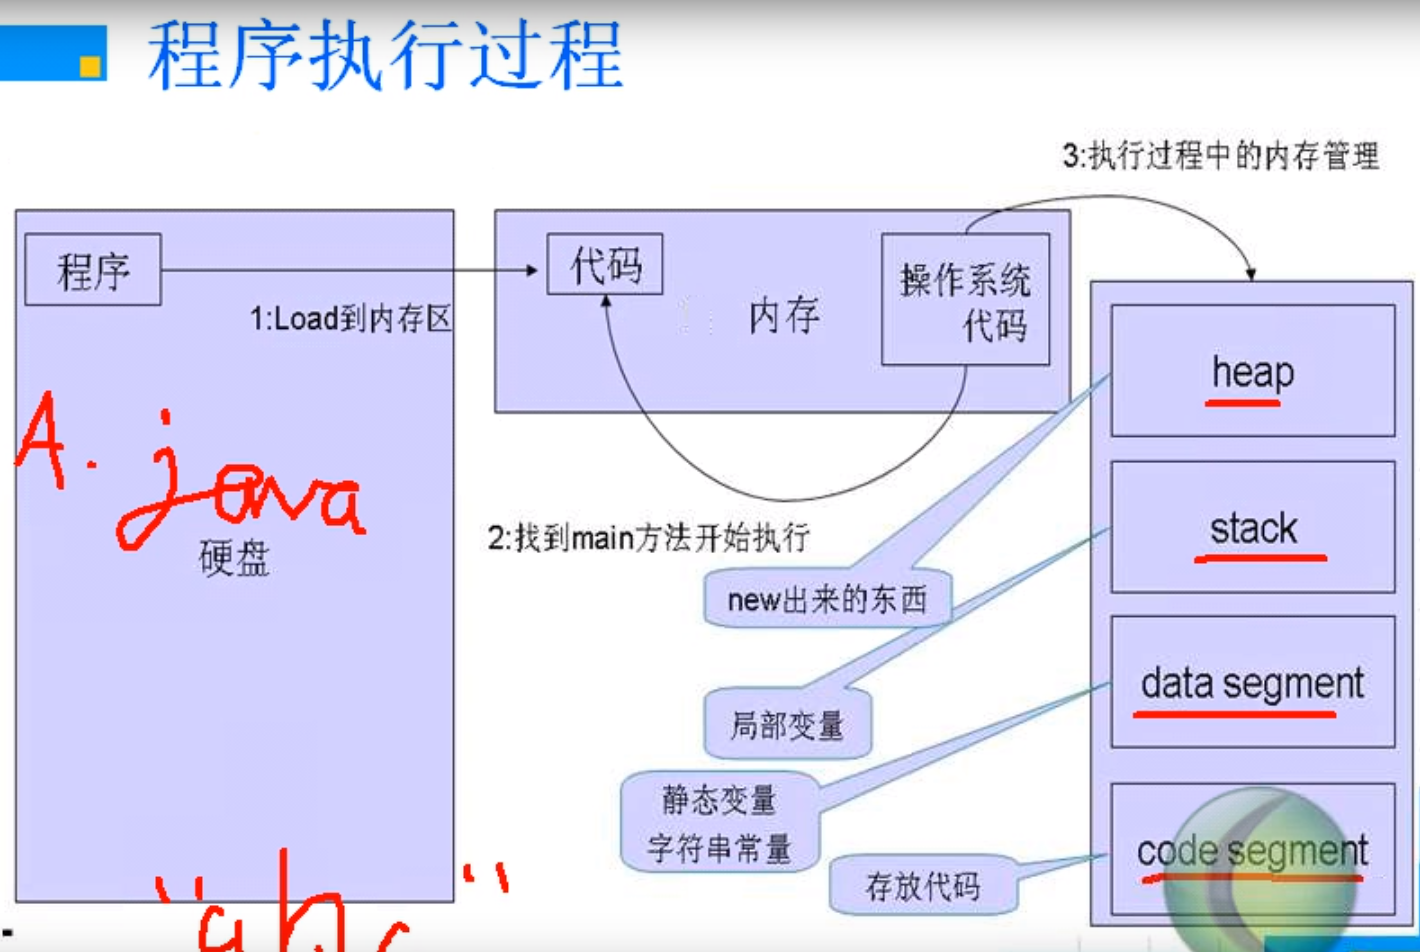 程序执行过程
3:执行过程中的内存管理
程序
代码
操作系统
代码
1:Load到内存区
内存
heap
A. java
硬盘
2:找到main方法开始执行
stack
new出来的东西
data segment
局部变量
静态变量
字符串常量
code segment
存放代码
"abc"